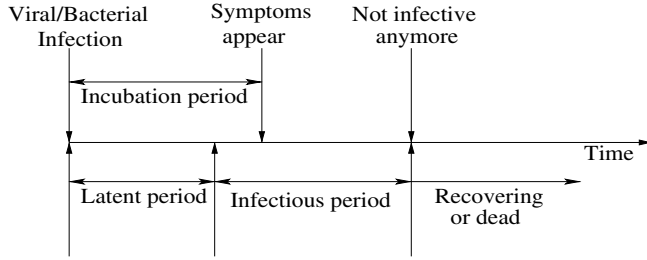 Viral/Bacterial
Infection
Symptoms
appear
Not infective
anymore
Incubation period
Time
Latent period
Infectious period
Recovering
or dead